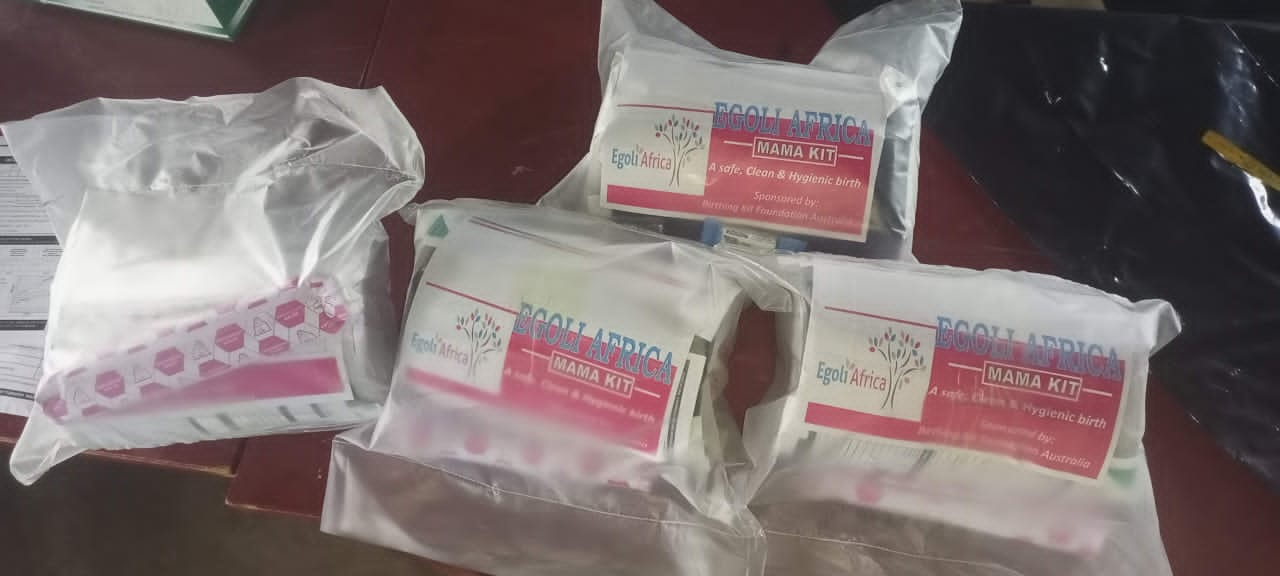 EGOLI AFRICA
MAMA KIT
Egoli Africa
A safe, Clean & Hygienic birth
Sponsored by:
Birthing kit Foundation Australia
EGOLI AFRICA
MAMA KIT
Egoli Africa
A safe, Clean & Hygienic birth
EGOLI AFRICA
MAMA KIT
Egoli Africa
A safe, Clean & Hygienic birth
Sponsored by:
Birthing kit Foundation Australia